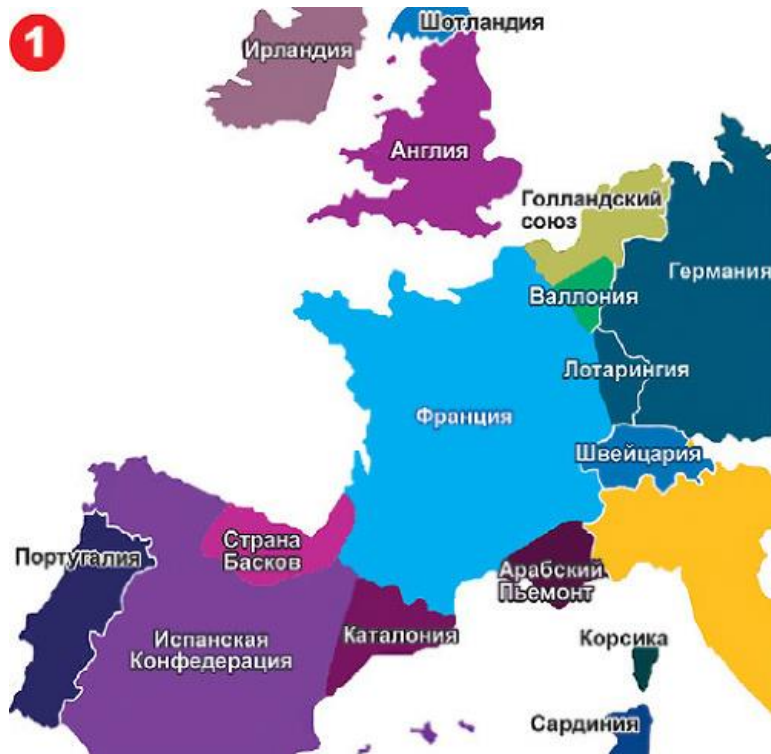 1
Шотландия
Ирландия
Англия
Голландский
союз
Германия
Валлония
Лотарингия
Франция
Швейцария
Страна
Басков
Португалия
Арабский
Пьемонт
Испанская
Конфедерация
Каталония
Корсика
Сардиния